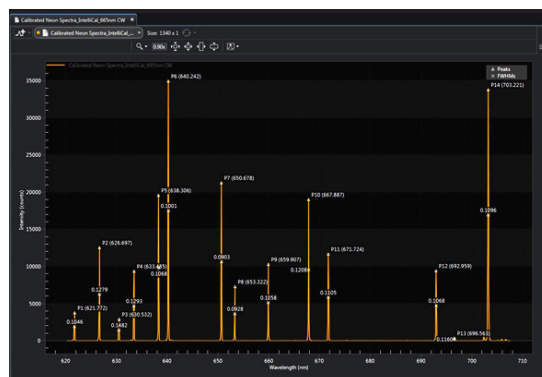 Calibrated Neon Spectra_IntelliCal_665nm CW
Calibrated Neon Spectra_IntelliCal_... Size: 1340 x 1
0.90x
Calibrated Neon Spectra_IntelliCal_665nm CW
Peaks
FWHMs
P6 (640.242)
P14 (703.221)
35000
30000
25000
20000
15000
10000
5000
0
Intensity (counts)
P7 (650.678)
P5 (638.306)
0.1001
P10 (667.887)
0.1096
P2 (626.697)
P11 (671.724)
0.0903
P4 (633.485)
0.1068
P9 (659.807)
0.1208
P12 (692.959)
P8 (653.322)
0.1279
0.1293
0.1058
0.1105
0.1068
P1 (621.772)
P3 (630.532)
0.0928
0.1046
0.1482
P13 (696.563)
0.1160
620 630 640 650 660 670 680 690 700 710
Wavelength (nm)